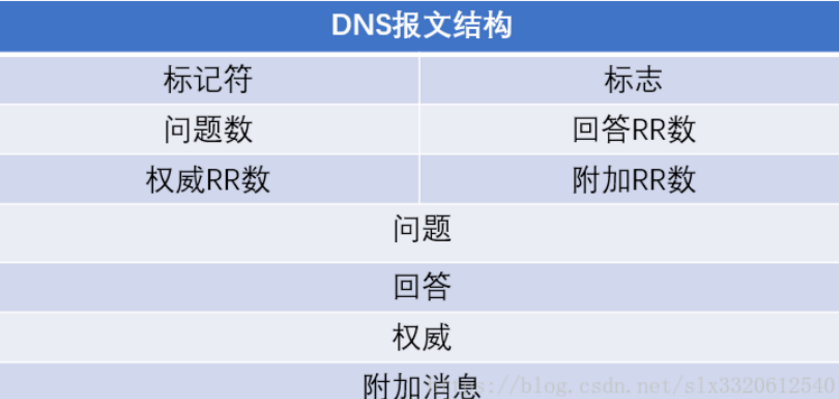 DNS报文结构
标记符 标志
问题数 回答RR数
权威RR数 附加RR数
问题
回答
权威
附加消息
https://blog.csdn.net/slx3320612540